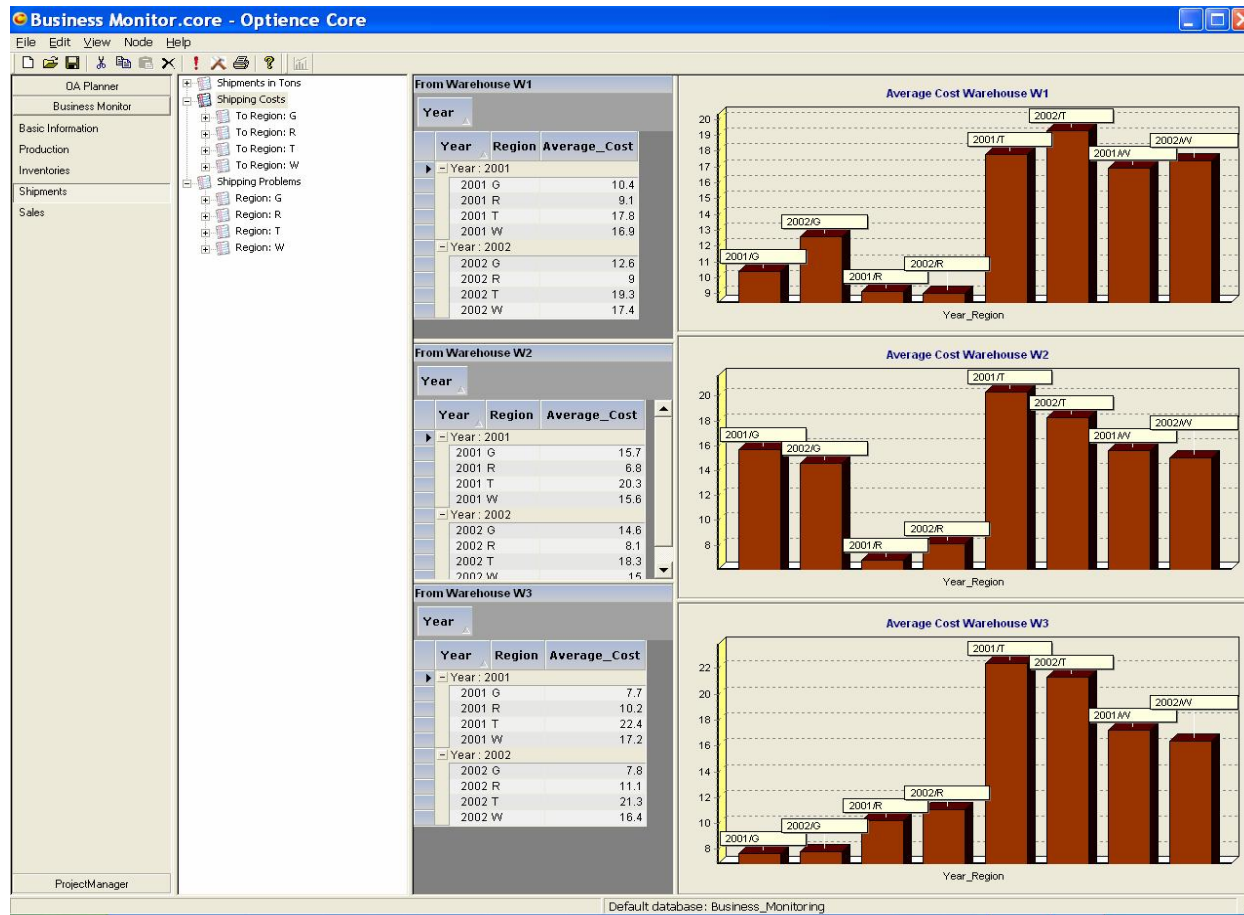 Business Monitor.core - Optience Core
File Edit View Node Help
OA Planner
Business Monitor
Basic Information
Production
Inventories
Shipments
Sales
ProjectManager
Shipments in Tons
Shipping Costs
To Region: G
To Region: R
To Region: T
To Region: W
Shipping Problems
Region: G
Region: R
Region: T
Region: W
From Warehouse W1
Year
Year Region Average_Cost
Year : 2001
2001 G 10.4
2001 R 9.1
2001 T 17.8
2001 W 16.9
Year : 2002
2002 G 12.6
2002 R 9
2002 T 19.3
2002 W 17.4
From Warehouse W2
Year
Year Region Average_Cost
Year : 2001
2001 G 15.7
2001 R 6.8
2001 T 20.3
2001 W 15.6
Year : 2002
2002 G 14.6
2002 R 8.1
2002 T 18.3
2002 W 15
From Warehouse W3
Year
Year Region Average_Cost
Year : 2001
2001 G 7.7
2001 R 10.2
2001 T 22.4
2001 W 17.2
Year : 2002
2002 G 7.8
2002 R 11.1
2002 T 21.3
2002 W 16.4
Average Cost Warehouse W1
20
19
18
17
16
15
14
13
12
11
10
9
2001/G
2002/G
2001/R
2002/R
2001/T
2002/T
2001/W
2002/W
Year_Region
Average Cost Warehouse W2
20
18
16
14
12
10
8
2001/G
2002/G
2001/R
2002/R
2001/T
2002/T
2001/W
2002/W
Year_Region
Average Cost Warehouse W3
22
20
18
16
14
12
10
8
2001/G
2002/G
2001/R
2002/R
2001/T
2002/T
2001/W
2002/W
Year_Region
Default database: Business_Monitoring